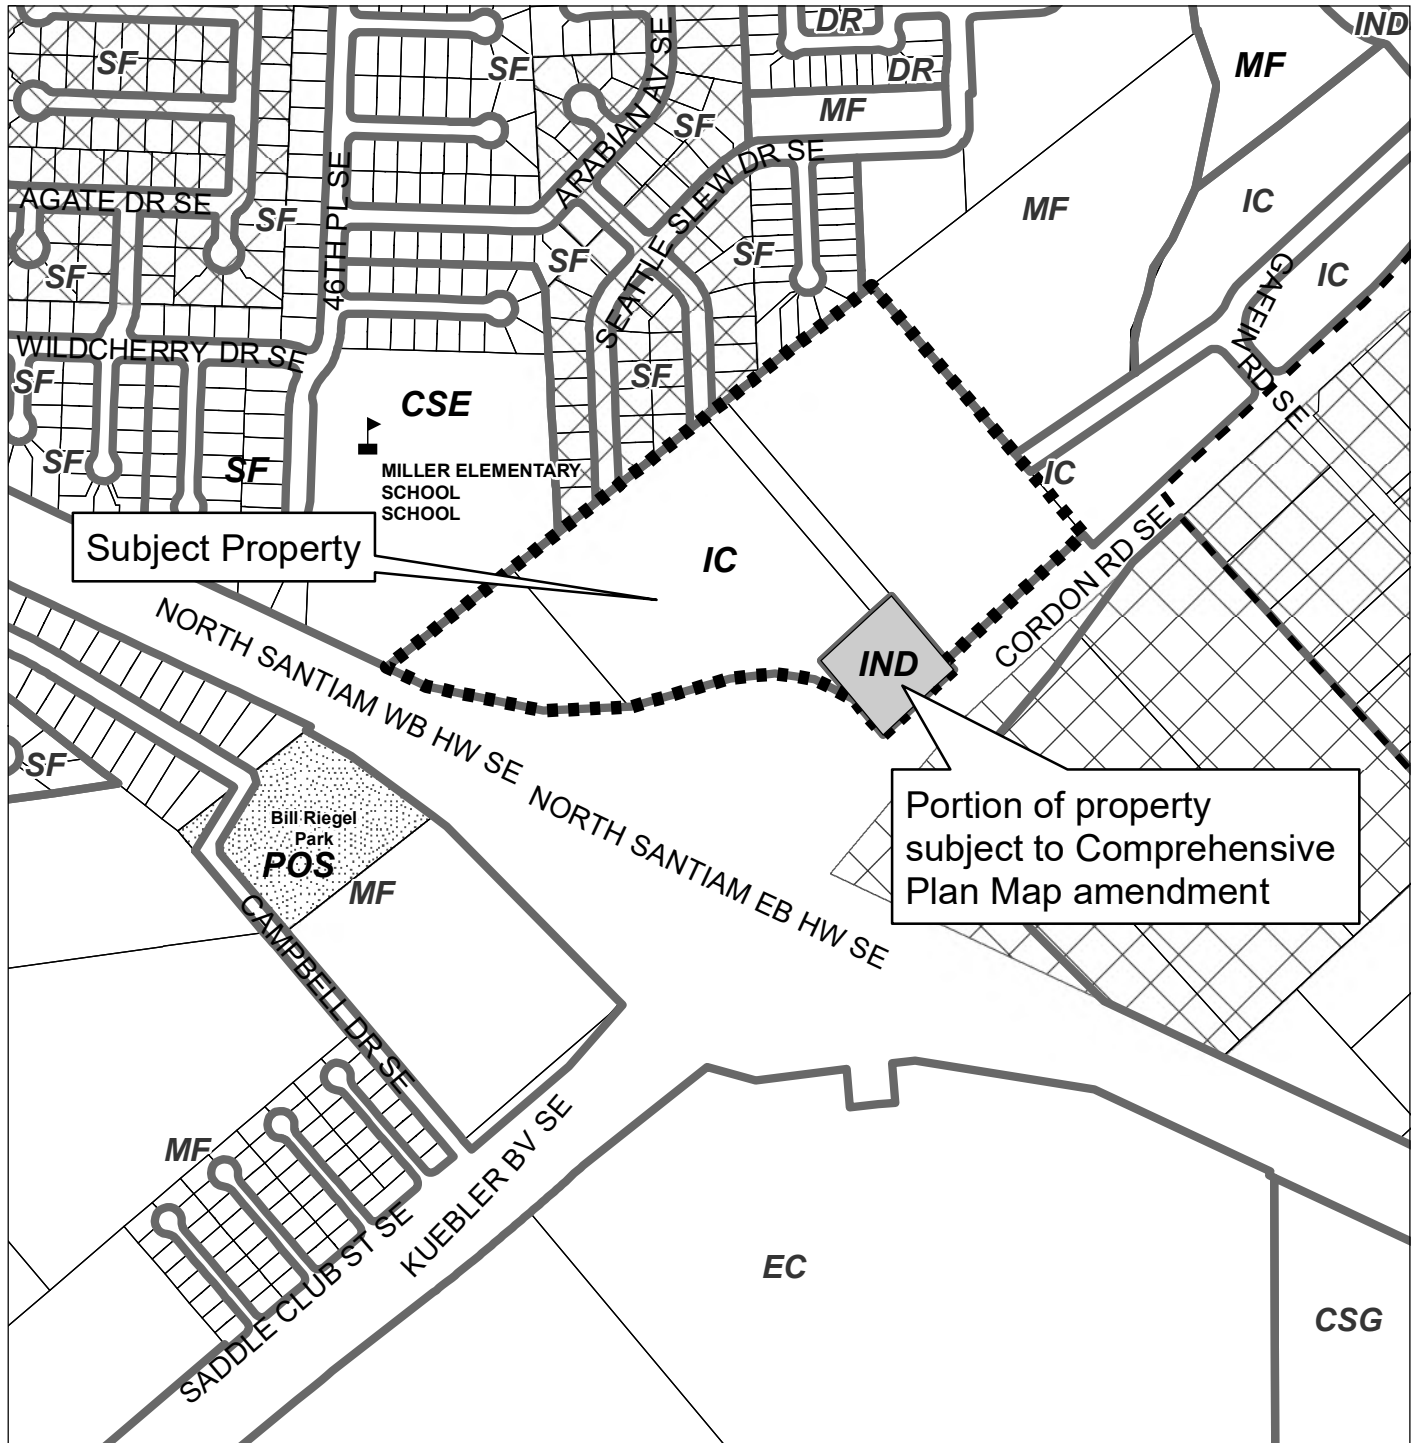 DR
IND
SF
SF
DR
MF
MF
ARABIAN AV SE
SF
SEATTLE SLEW DR SE
46TH PL SE
AGATE DR SE
SF
MF
IC
SF
SF
SF
GAFFIN RD SE
IC
WILDCHERRY DR SE
SF
SF
CSE
SF
SF
MILLER ELEMENTARY
SCHOOL
SCHOOL
IC
Subject Property
IC
CORDON RD SE
IND
NORTH SANTIAM WB HW SE
SF
NORTH SANTIAM EB HW SE
Portion of property
subject to Comprehensive
Plan Map amendment
Bill Riegel
Park
POS
MF
CAMPBELL DR SE
MF
KUEBLER BV SE
SADDLE CLUB ST SE
EC
CSG